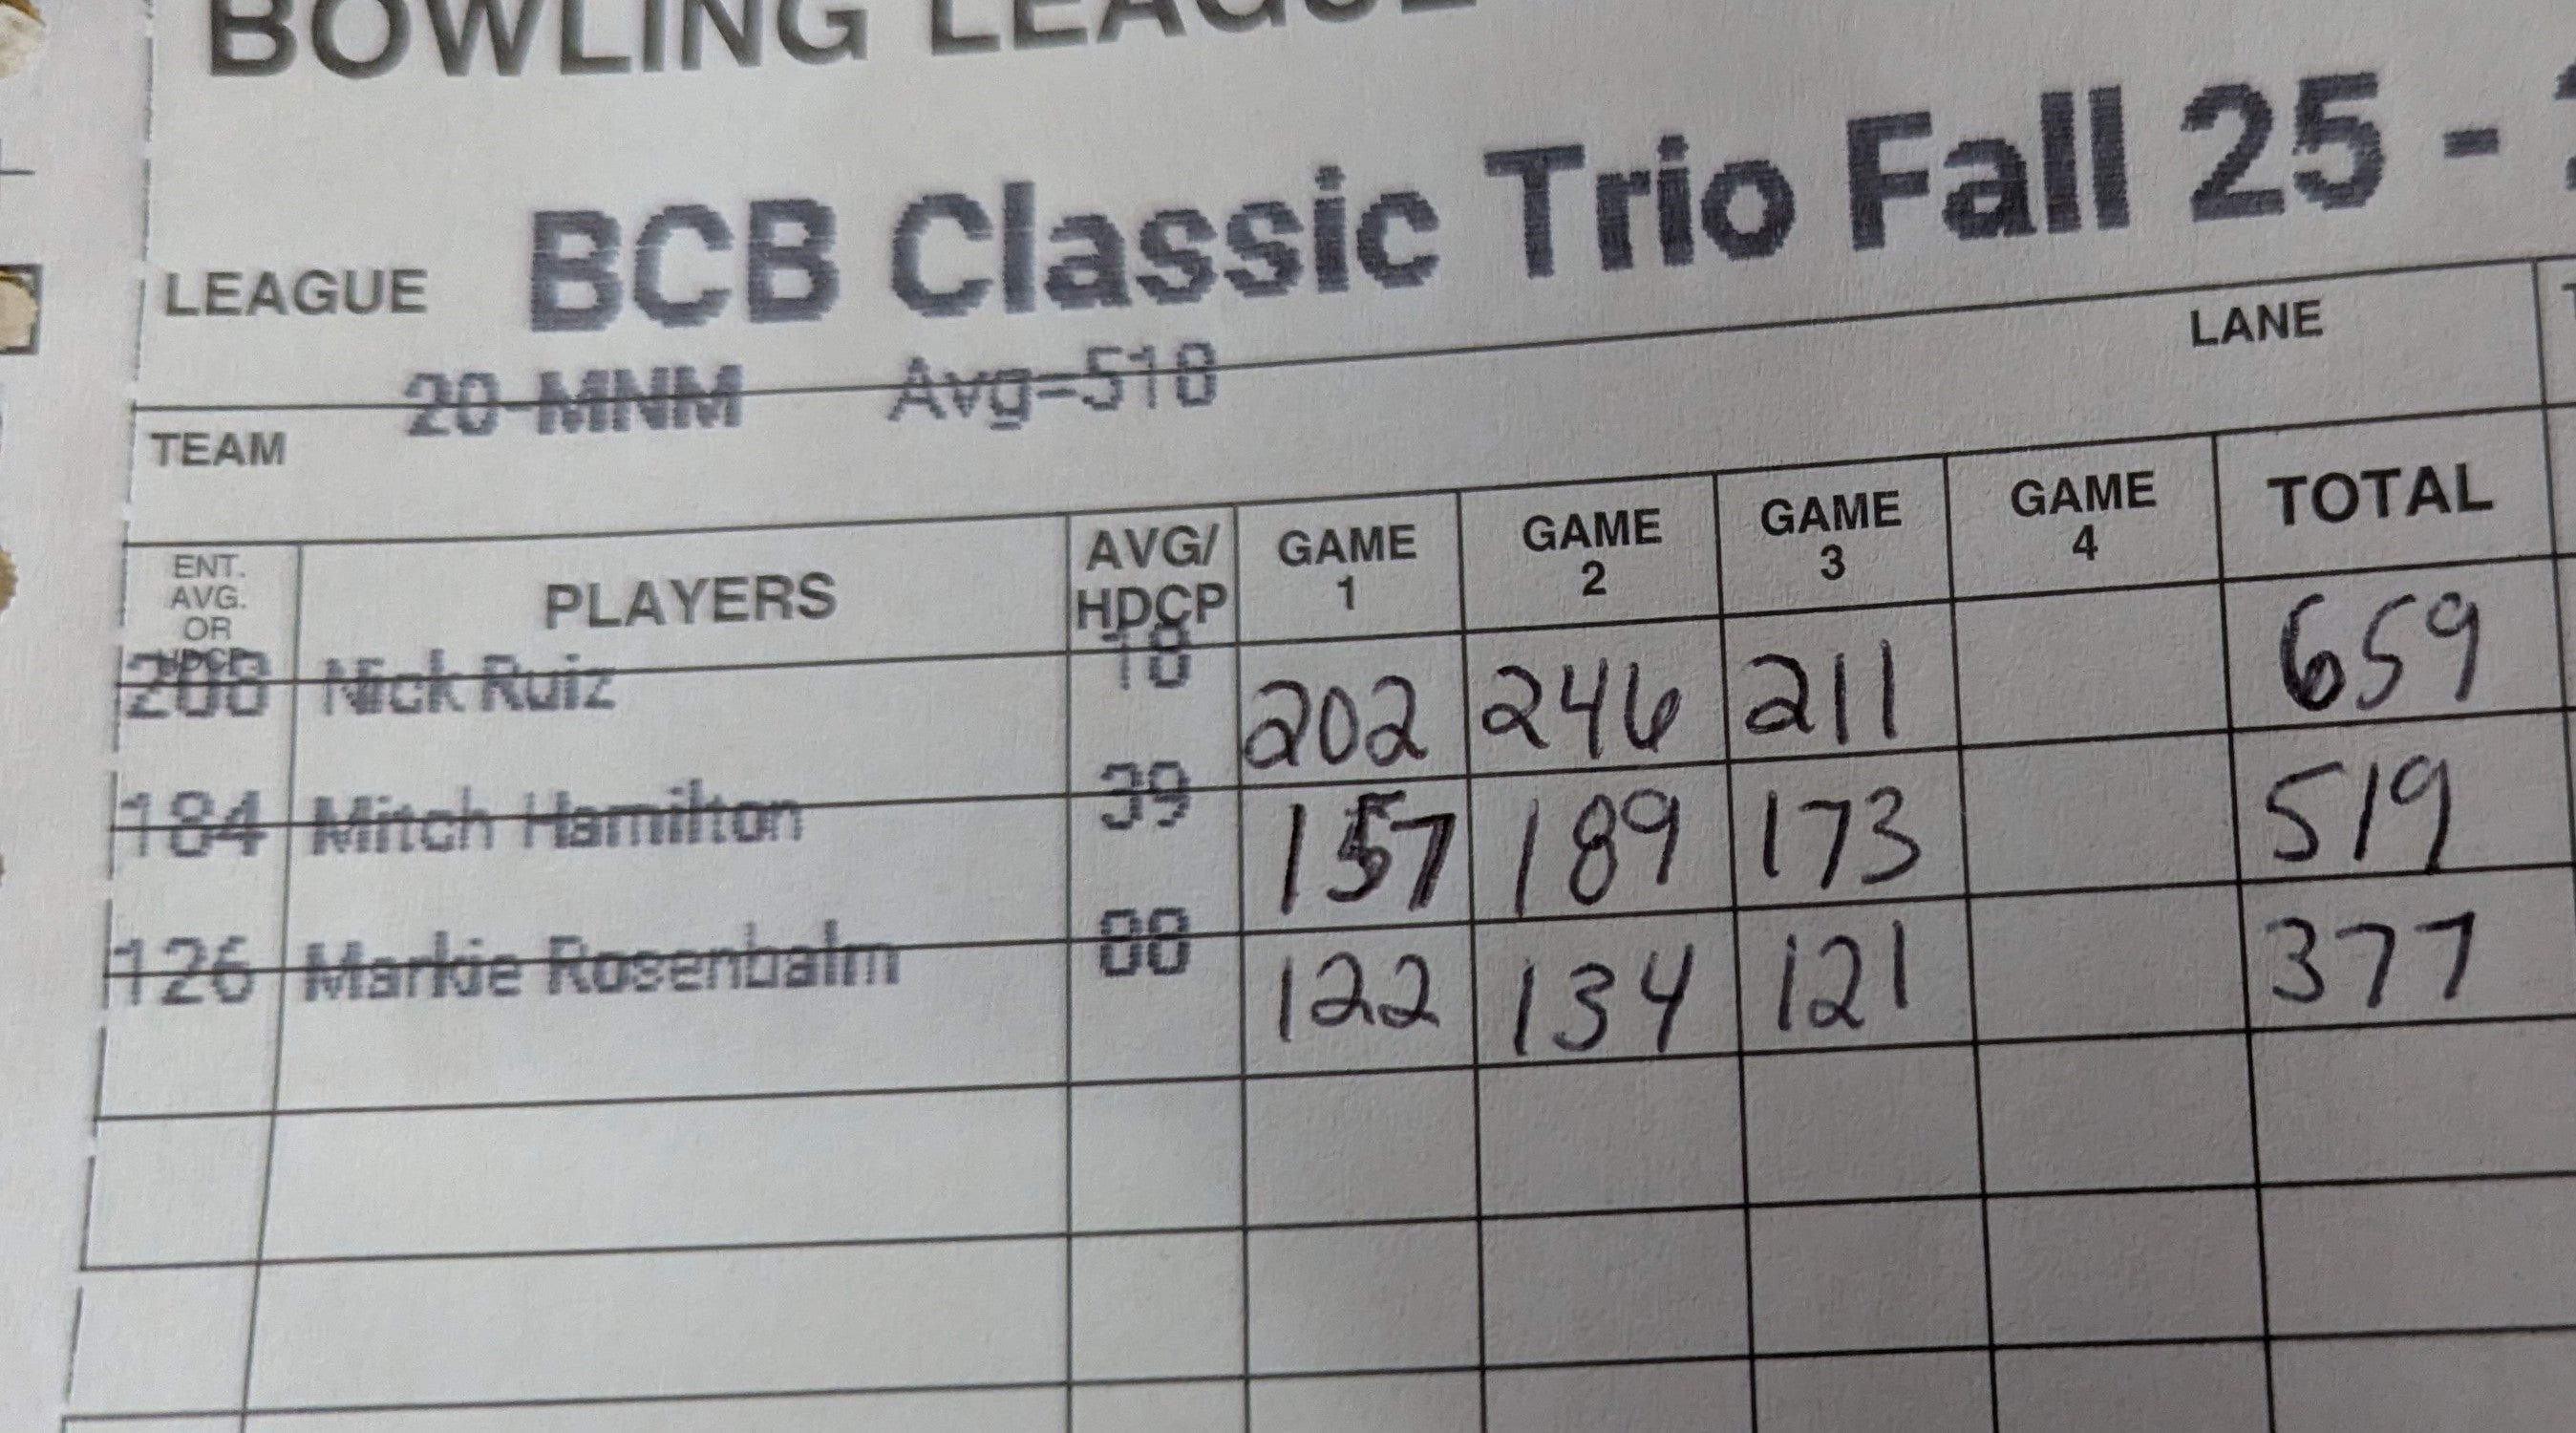 BOWLING LEAGUE
LEAGUE BCB Classic Trio Fall 25 -
LANE
TEAM 20-MNM Avg=518
ENT. AVG. OR HDCP. PLAYERS AVG/ HDCP GAME 1 GAME 2 GAME 3 GAME 4 TOTAL
208 Nick Ruiz 18 202 246 211 659
184 Mitch Hamilton 39 157 189 173 519
126 Markie Rosenbalm 88 122 134 121 377